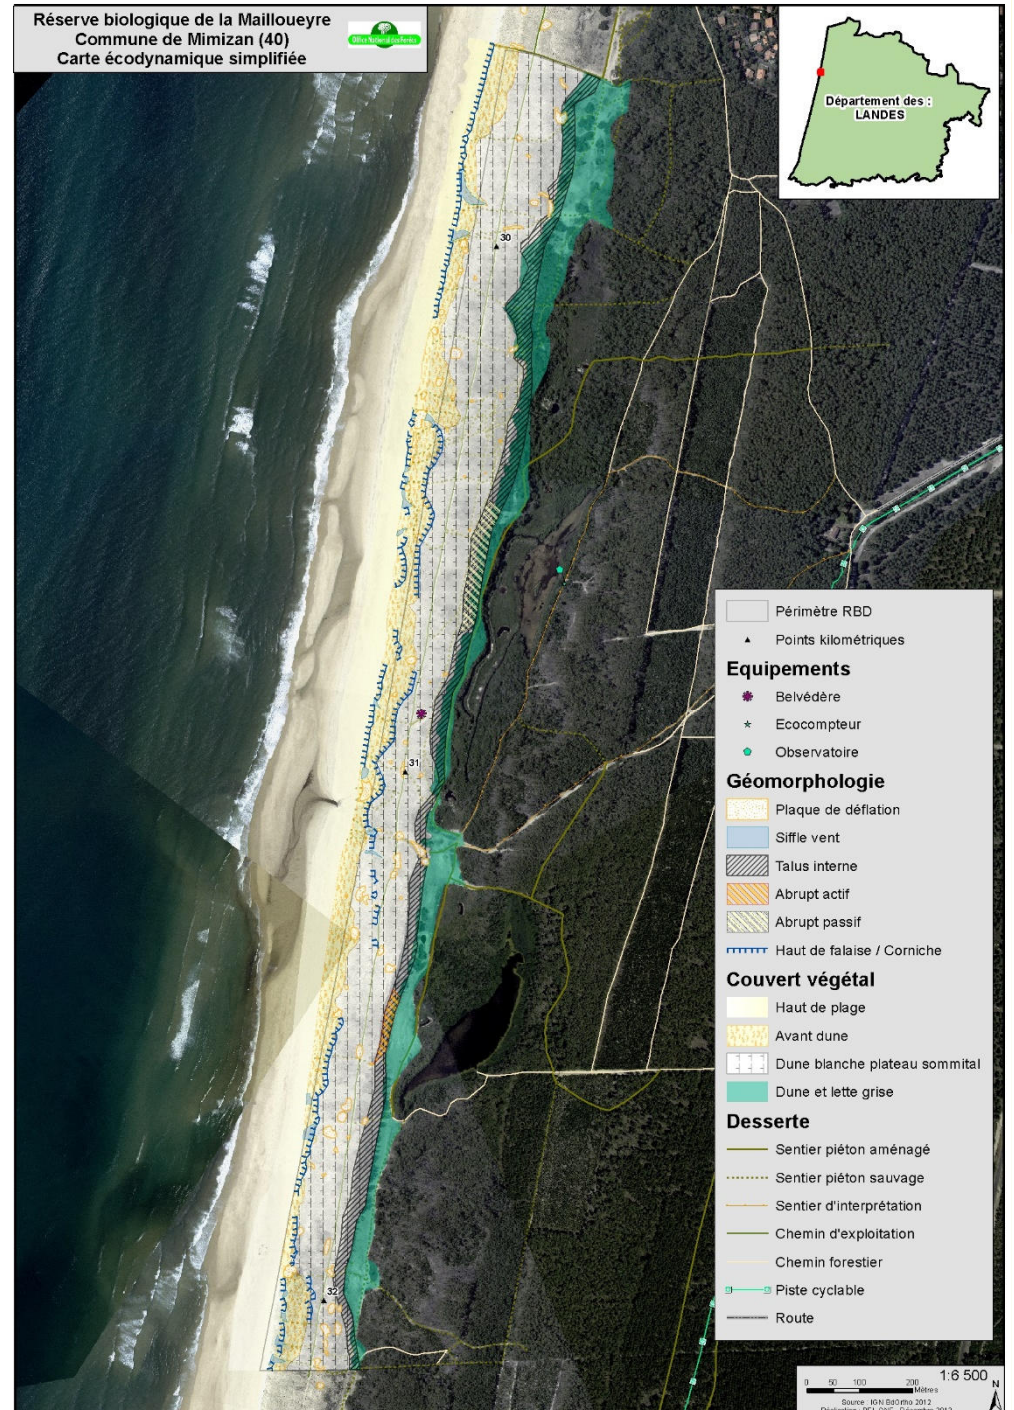 Réserve biologique de la Mailloueyre
Commune de Mimizan (40)
Carte écodynamique simplifiée
Office National des Forêts
Département des :
LANDES
30
31
32
Périmètre RBD
Points kilométriques
Equipements
Belvédère
Ecocompteur
Observatoire
Géomorphologie
Plaque de déflation
Siffle vent
Talus interne
Abrupt actif
Abrupt passif
Haut de falaise / Corniche
Couvert végétal
Haut de plage
Avant dune
Dune blanche plateau sommital
Dune et lette grise
Desserte
Sentier piéton aménagé
Sentier piéton sauvage
Sentier d'interprétation
Chemin d'exploitation
Chemin forestier
Piste cyclable
Route
1:6 500
0 50 100 200
Mètres
N
Source : IGN BdOrtho 2012